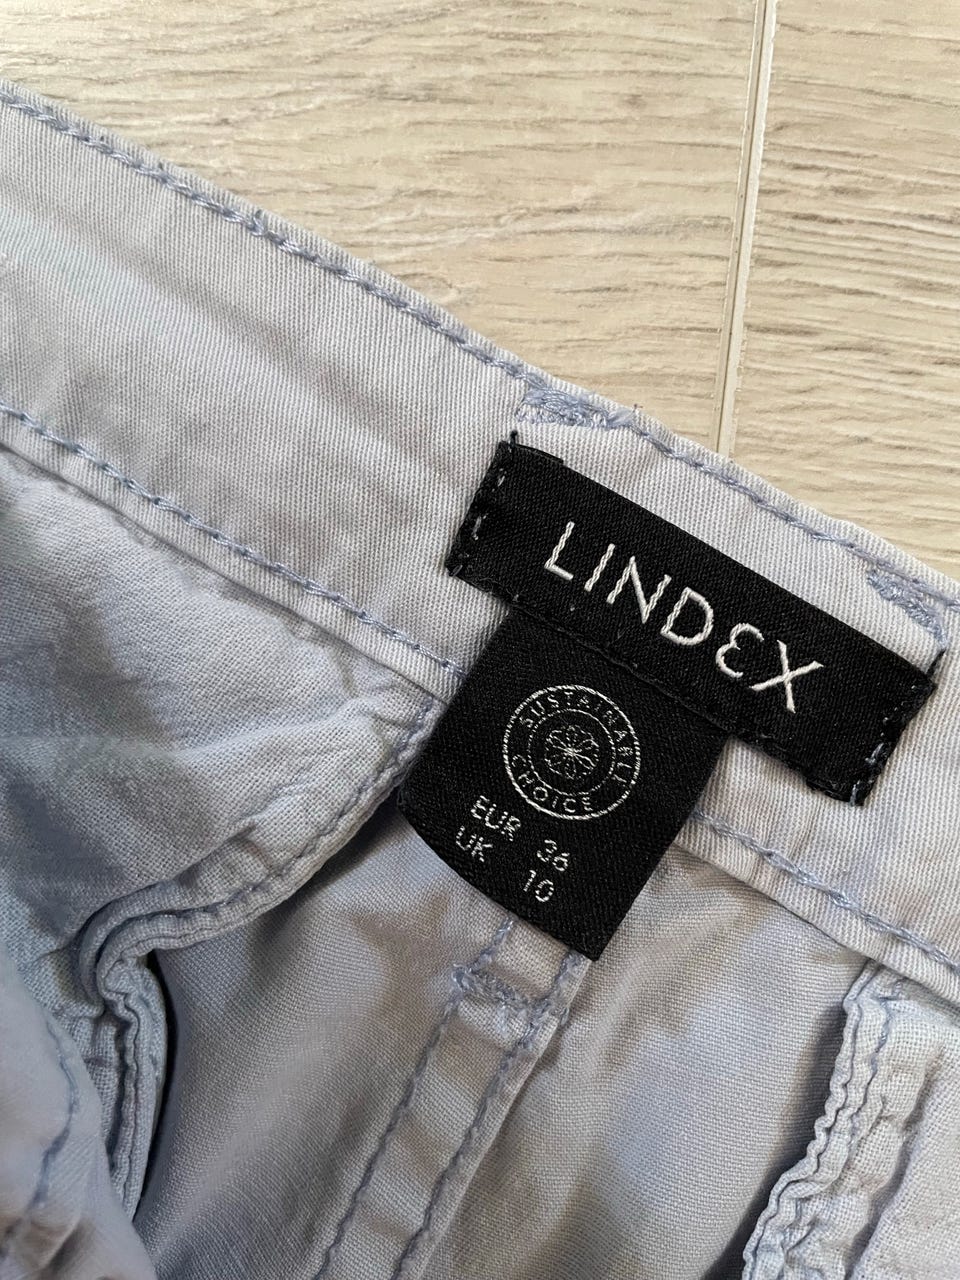 LINDEX
SUSTAINABLE
CHOICE
EUR 36
UK 10